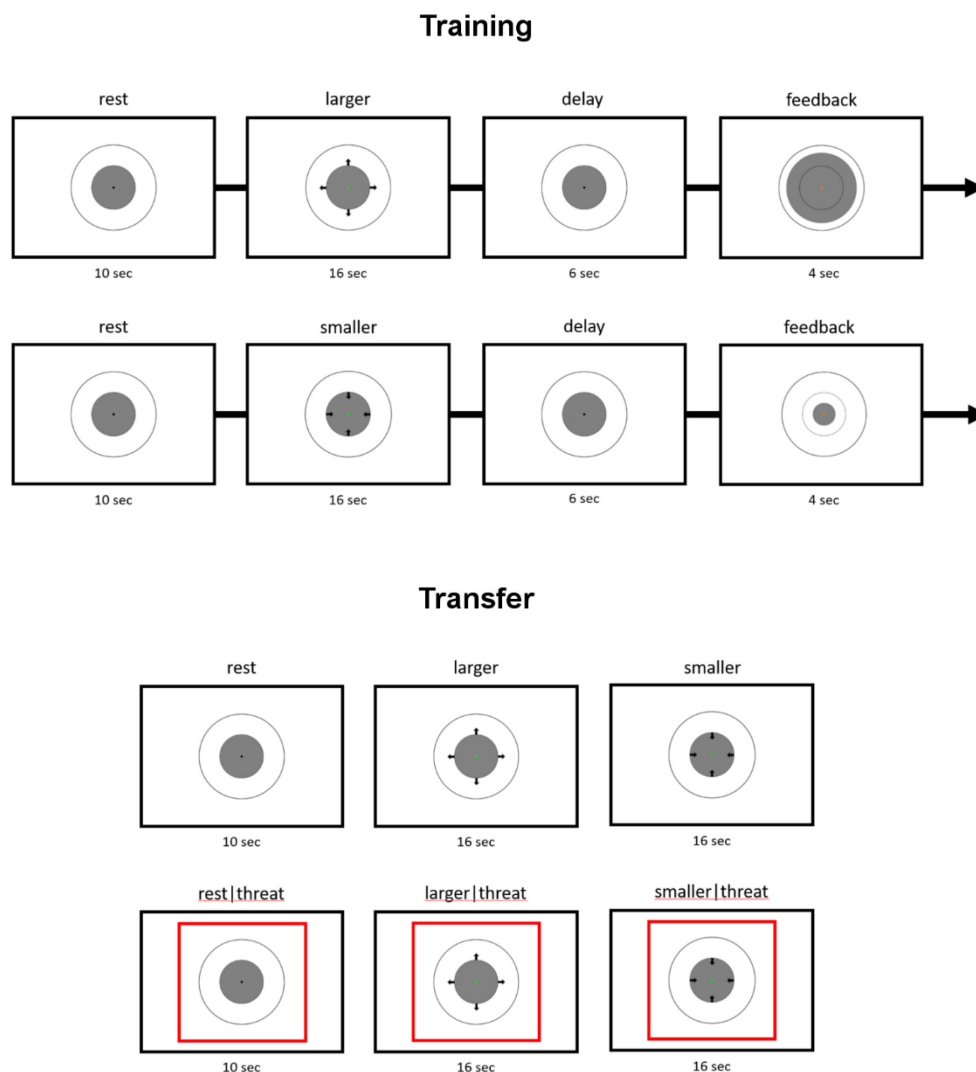 Training
rest larger delay feedback
10 sec 16 sec 6 sec 4 sec
rest smaller delay feedback
10 sec 16 sec 6 sec 4 sec
Transfer
rest larger smaller
10 sec 16 sec 16 sec
rest|threat larger|threat smaller|threat
10 sec 16 sec 16 sec